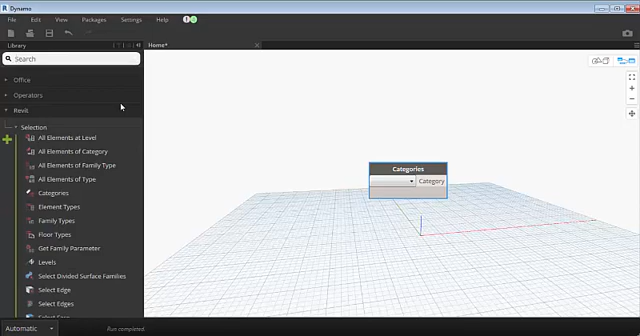 Dynamo
File Edit View Packages Settings Help
Library
Home*
Search
Office
Operators
Revit
Selection
All Elements at Level
All Elements of Category
All Elements of Family Type
All Elements of Type
Categories
Element Types
Family Types
Floor Types
Get Family Parameter
Levels
Select Divided Surface Families
Select Edge
Select Edges
Select Face
Categories
Category
Automatic
Run completed.